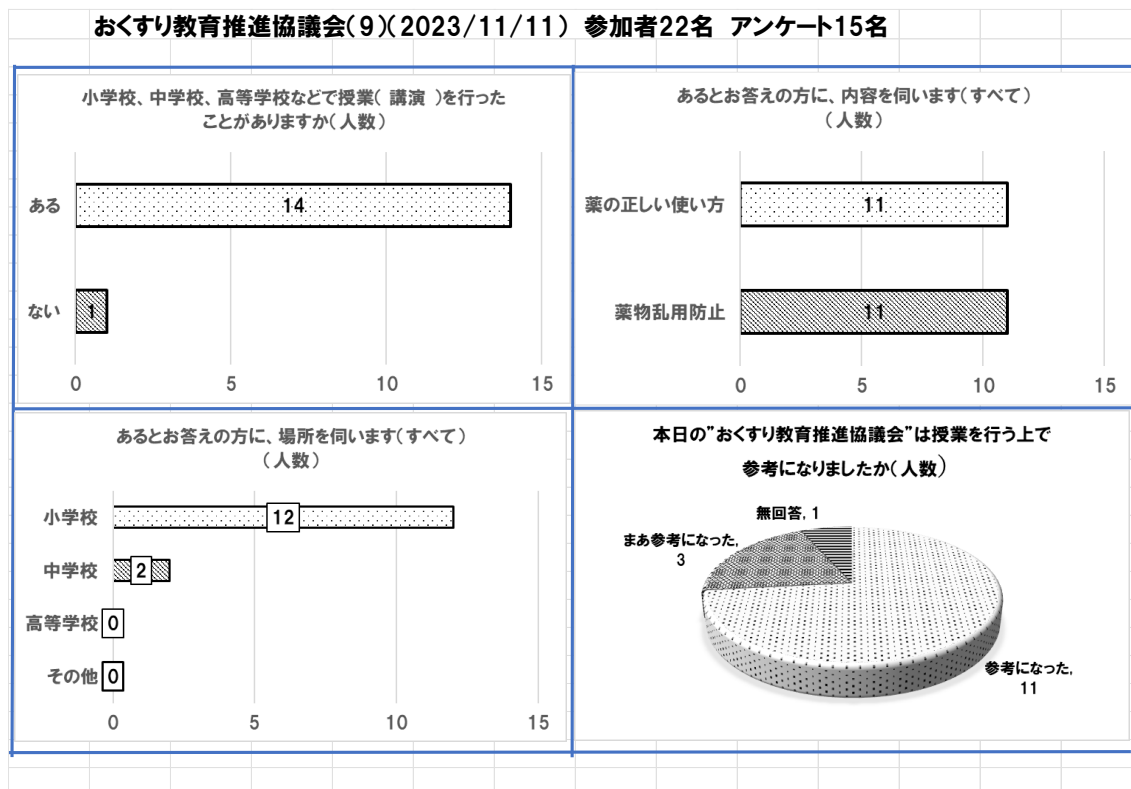 おくすり教育推進協議会(9)(2023/11/11) 参加者22名 アンケート15名
小学校、中学校、高等学校などで授業( 講演 )を行った
ことがありますか(人数)
ある
14
ない
1
0 5 10 15
あるとお答えの方に、内容を伺います(すべて)
(人数)
薬の正しい使い方
11
薬物乱用防止
11
0 5 10 15
あるとお答えの方に、場所を伺います(すべて)
(人数)
小学校
12
中学校
2
高等学校
0
その他
0
0 5 10 15
本日の”おくすり教育推進協議会”は授業を行う上で
参考になりましたか(人数)
無回答, 1
まあ参考になった,
3
参考になった,
11